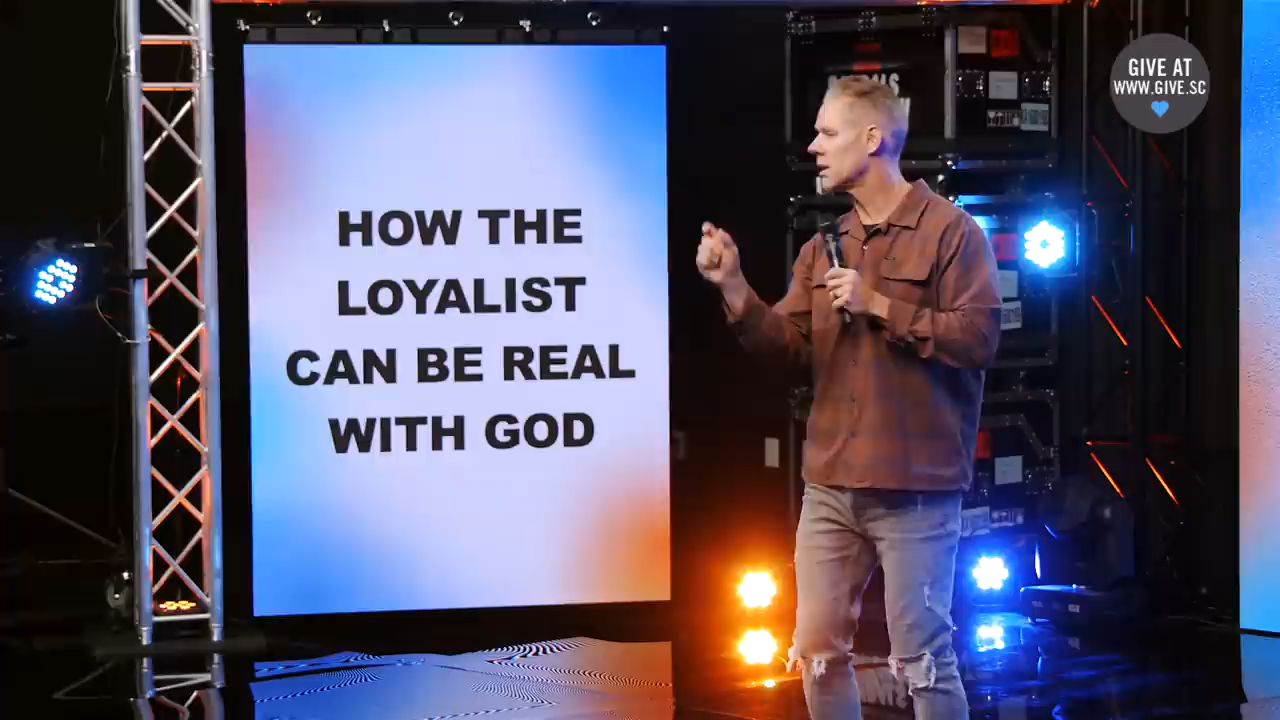 HOW THE
LOYALIST
CAN BE REAL
WITH GOD
GIVE AT
WWW.GIVE.SC